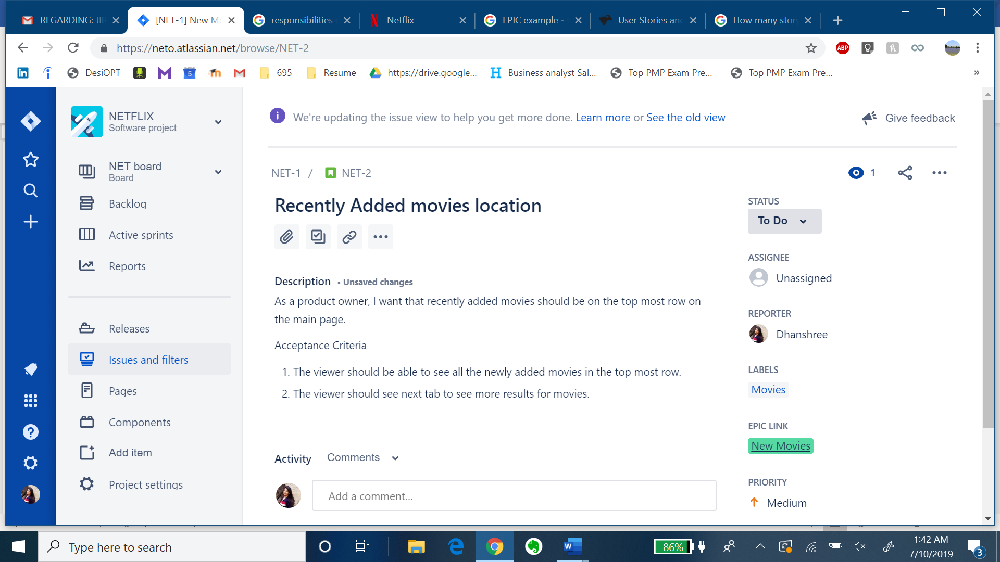 REGARDING: JIR
[NET-1] New Mo
responsibilities
Netflix
EPIC example -
User Stories and
How many story
https://neto.atlassian.net/browse/NET-2
ABP
DesiOPT
5
695
Resume
https://drive.google...
Business analyst Sal...
Top PMP Exam Pre...
Top PMP Exam Pre...
»
NETFLIX
Software project
NET board
Board
Backlog
Active sprints
Reports
Releases
Issues and filters
Pages
Components
Add item
Project settings
We're updating the issue view to help you get more done. Learn more or See the old view
Give feedback
NET-1 / NET-2
1
Recently Added movies location
Description • Unsaved changes
As a product owner, I want that recently added movies should be on the top most row on
the main page.
Acceptance Criteria
1. The viewer should be able to see all the newly added movies in the top most row.
2. The viewer should see next tab to see more results for movies.
Activity Comments
Add a comment...
STATUS
To Do
ASSIGNEE
Unassigned
REPORTER
Dhanshree
LABELS
Movies
EPIC LINK
New Movies
PRIORITY
Medium
Type here to search
86%
1:42 AM
7/10/2019
3